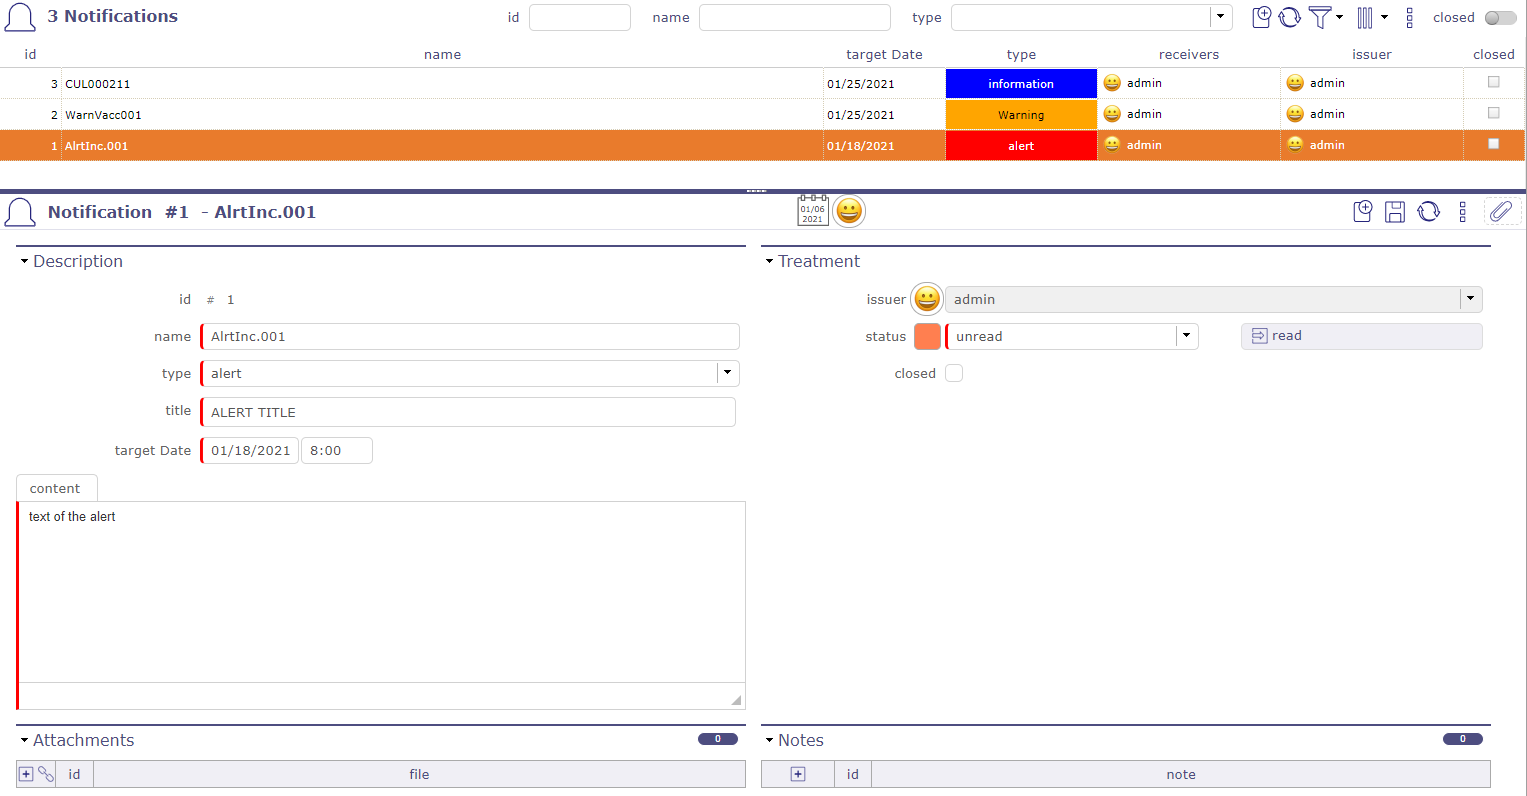 3 Notifications id name type closed
id name target Date type receivers issuer closed
3 CUL000211 01/25/2021 information admin admin
2 WarnVacc001 01/25/2021 Warning admin admin
1 AlrtInc.001 01/18/2021 alert admin admin
Notification #1 - AlrtInc.001 01/06
2021
Description
id # 1
name AlrtInc.001
type alert
title ALERT TITLE
target Date 01/18/2021 8:00
content
text of the alert
Treatment
issuer admin
status unread read
closed
Attachments 0
id file
Notes 0
id note